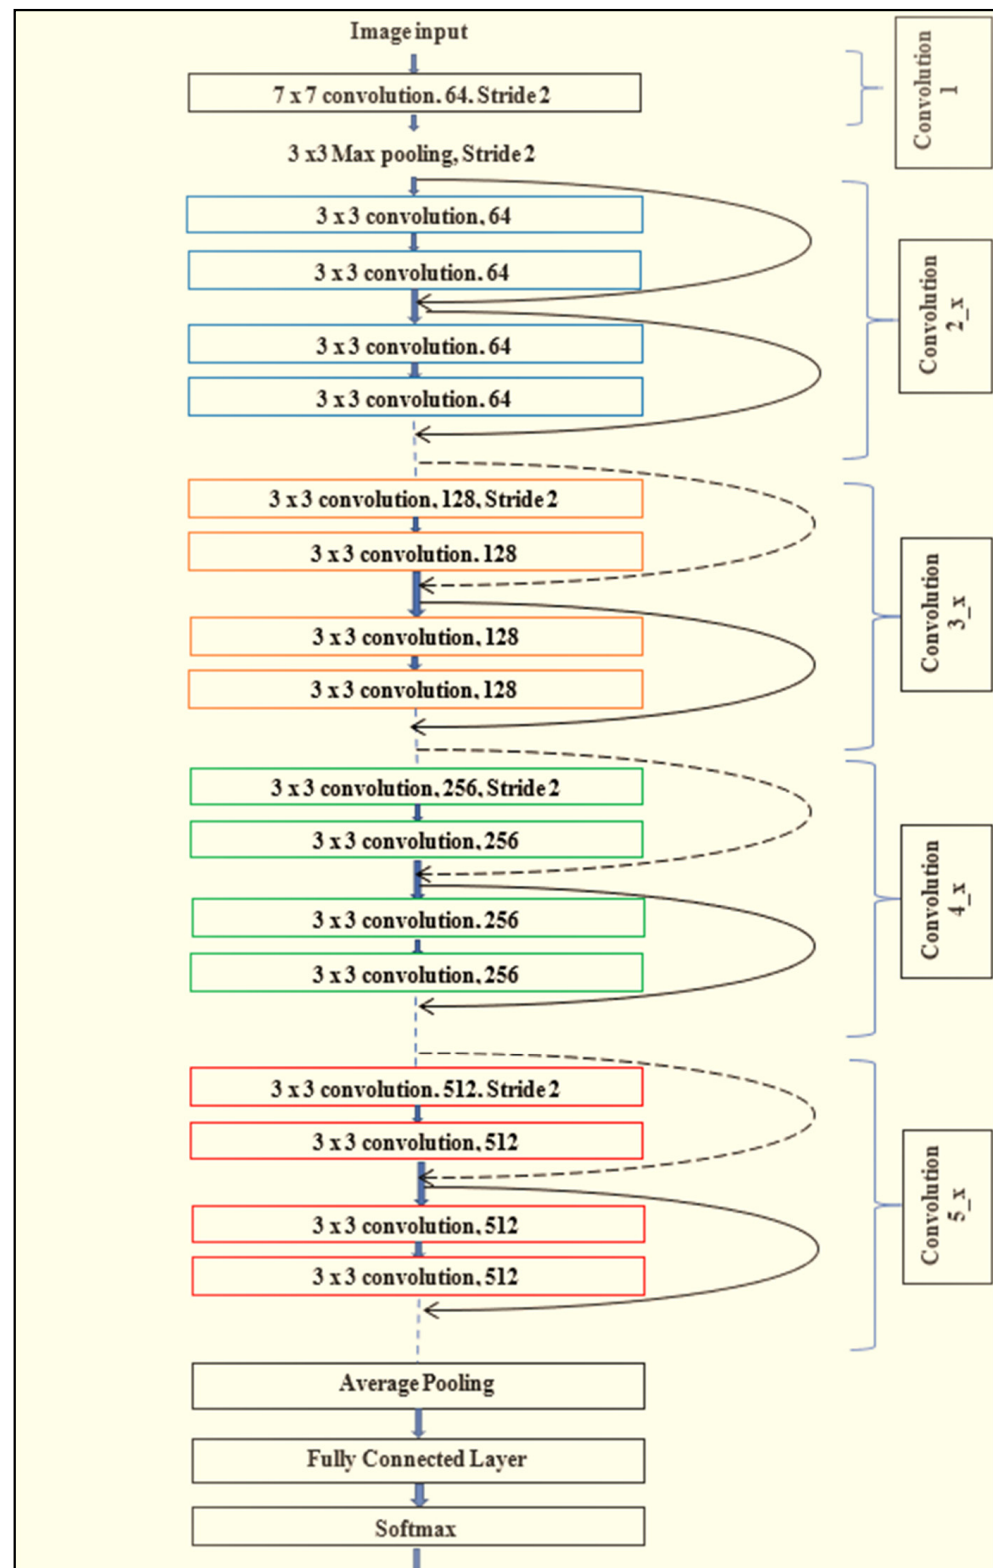 Image input
7 x 7 convolution. 64. Stride 2
Convolution
1
3 x3 Max pooling, Stride 2
3 x 3 convolution, 64
3 x 3 convolution. 64
3 x 3 convolution. 64
3 x 3 convolution. 64
Convolution
2_x
3 x 3 convolution, 128, Stride 2
3 x 3 convolution. 128
3 x 3 convolution, 128
3 x 3 convolution, 128
Convolution
3_x
3 x 3 convolution, 256, Stride 2
3 x 3 convolution, 256
3 x 3 convolution. 256
3 x 3 convolution, 256
Convolution
4_x
3 x 3 convolution. 512. Stride 2
3 x 3 convolution, 512
3 x 3 convolution, 512
3 x 3 convolution, 512
Convolution
5_x
Average Pooling
Fully Connected Layer
Softmax